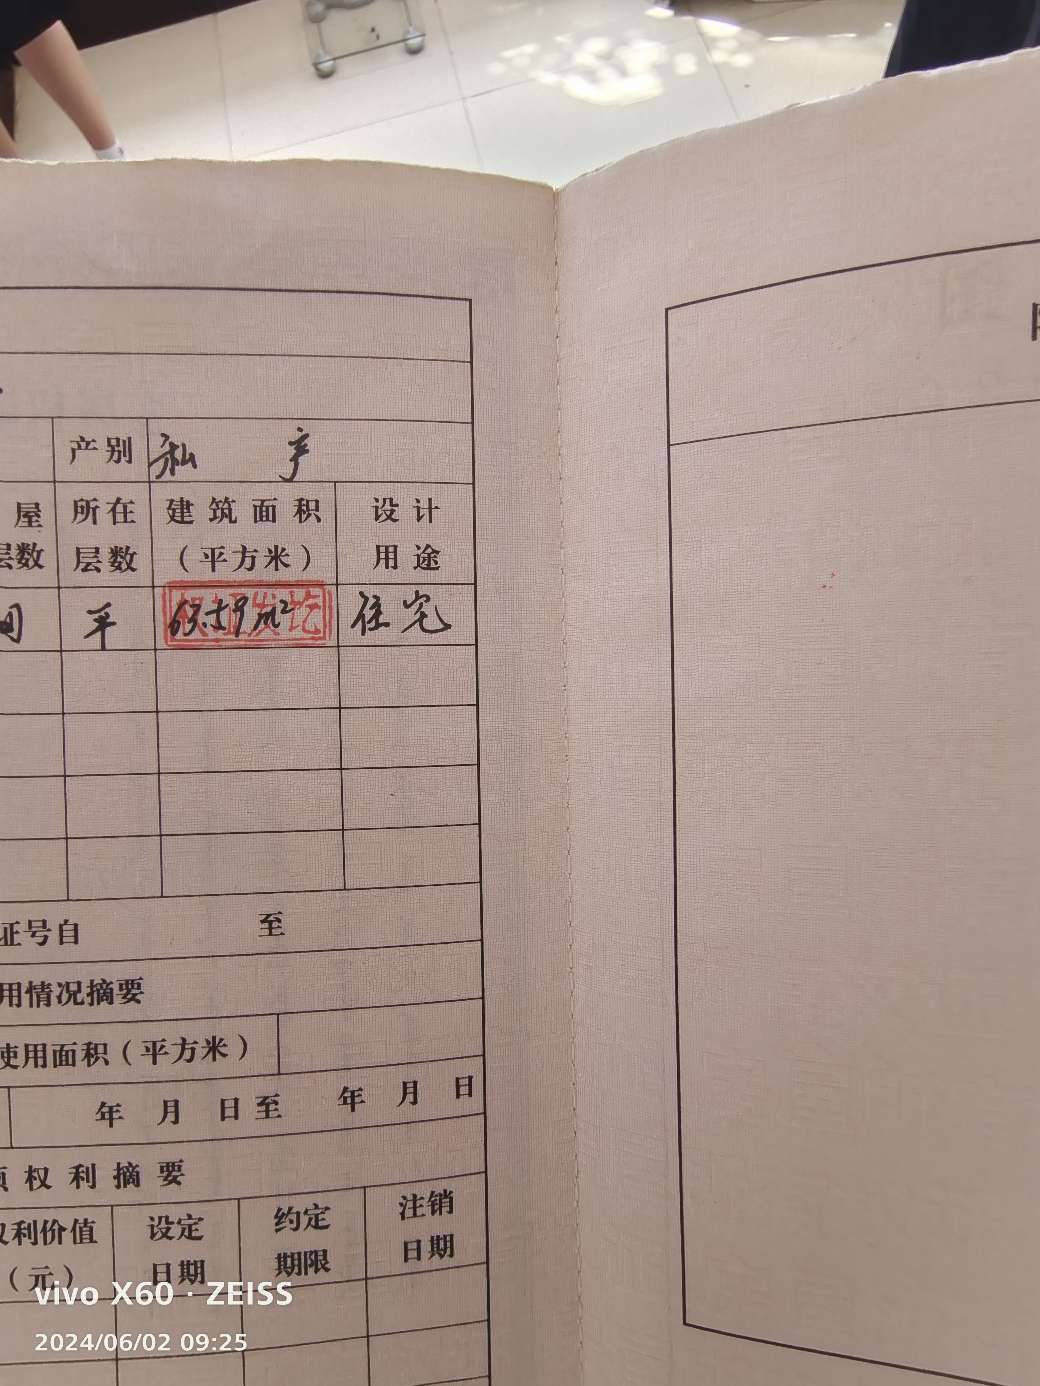 产别 私 产
屋 所在 建筑面积 设计
层数 层数 (平方米) 用途
平 63.59m² 住宅
证号自 至
用情况摘要
使用面积(平方米)
年 月 日至 年 月 日
权利摘要
权利价值 设定 约定 注销
(元) 日期 期限 日期
vivo X60 · ZEISS
2024/06/02 09:25